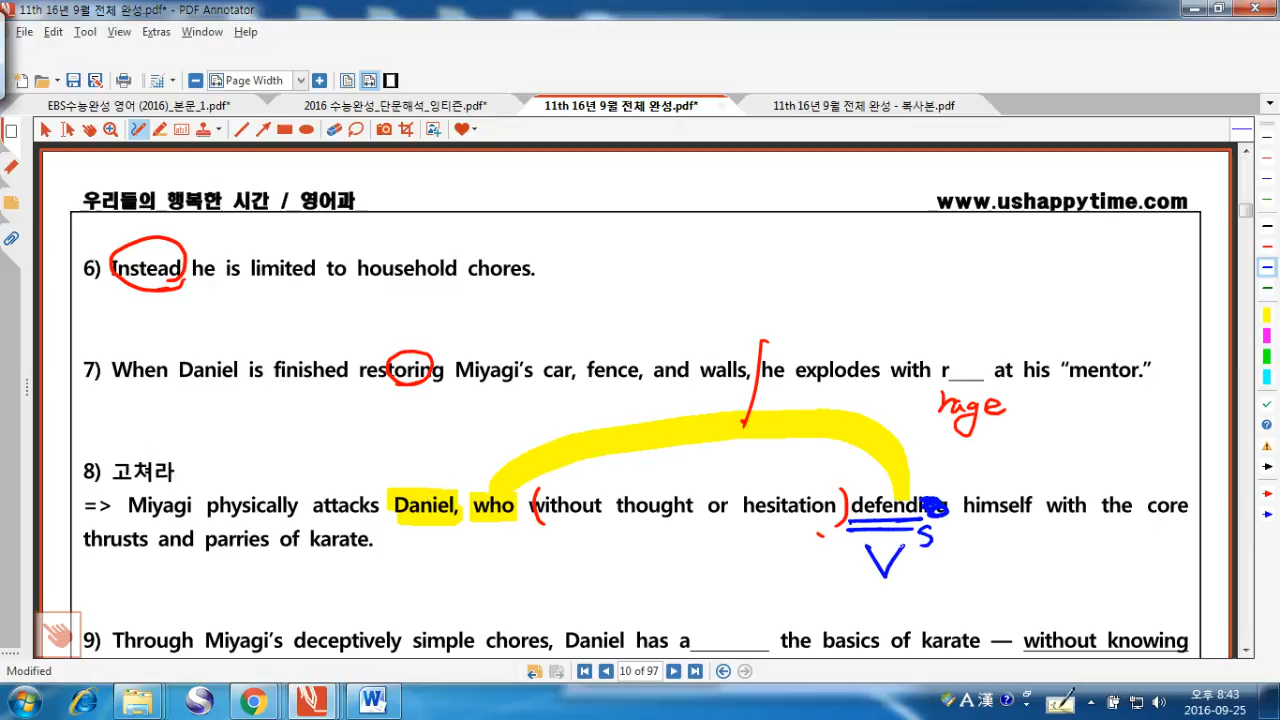 11th 16년 9월 전체 완성.pdf* - PDF Annotator
File Edit Tool View Extras Window Help
Page Width
EBS수능완성 영어 (2016)_본문_1.pdf* 2016 수능완성_단문해석_잉티즌.pdf* 11th 16년 9월 전체 완성.pdf* 11th 16년 9월 전체 완성 - 복사본.pdf
우리들의 행복한 시간 / 영어과 www.ushappytime.com
6) Instead he is limited to household chores.
7) When Daniel is finished restoring Miyagi's car, fence, and walls, he explodes with r___ at his “mentor.”
rage
8) 고쳐라
=> Miyagi physically attacks Daniel, who without thought or hesitation defending himself with the core
s
thrusts and parries of karate.
V
9) Through Miyagi's deceptively simple chores, Daniel has a_______ the basics of karate — without knowing
Modified 10 of 97
A 漢
오후 8:43
2016-09-25